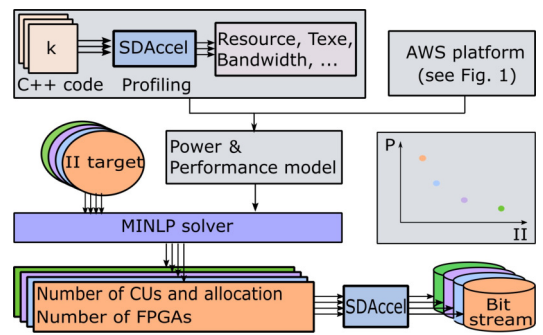 k
SDAccel
Resource, Texe,
Bandwidth, ...
C++ code
Profiling
AWS platform
(see Fig. 1)
II target
Power &
Performance model
P
II
MINLP solver
Number of CUs and allocation
Number of FPGAs
SDAccel
Bit
stream